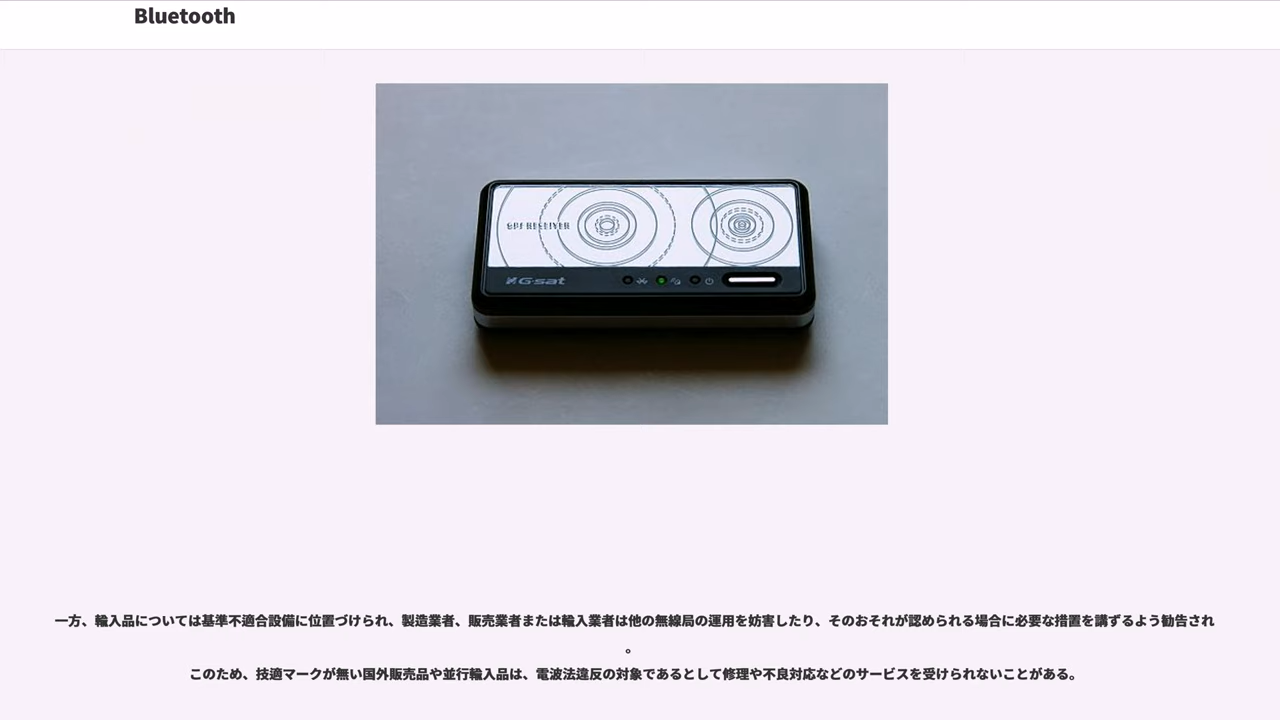 Bluetooth
GPS RECEIVER
G-sat
一方、輸入品については基準不適合設備に位置づけられ、製造業者、販売業者または輸入業者は他の無線局の運用を妨害したり、そのおそれが認められる場合に必要な措置を講ずるよう勧告され
。
このため、技適マークが無い国外販売品や並行輸入品は、電波法違反の対象であるとして修理や不良対応などのサービスを受けられないことがある。